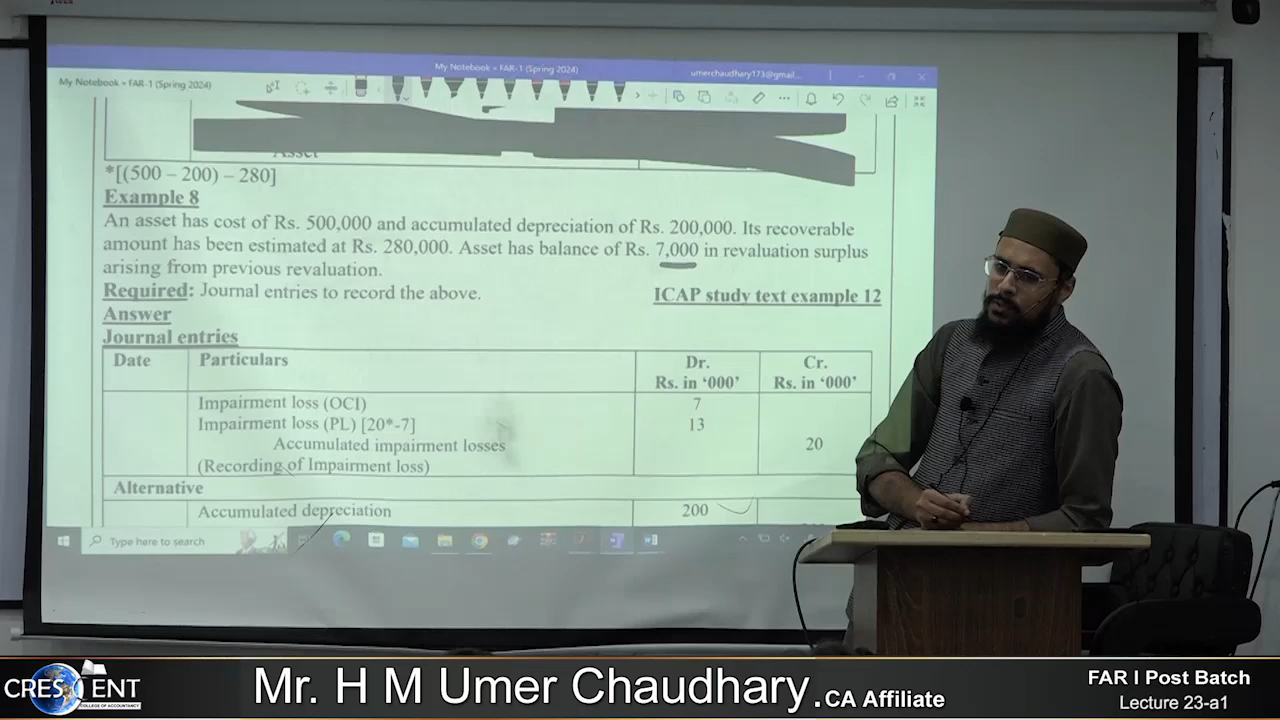 My Notebook » FAR-1 (Spring 2024)
umerchaudhary173@gmail...
My Notebook » FAR-1 (Spring 2024)
Asset
*[(500 – 200) – 280]
Example 8
An asset has cost of Rs. 500,000 and accumulated depreciation of Rs. 200,000. Its recoverable
amount has been estimated at Rs. 280,000. Asset has balance of Rs. 7,000 in revaluation surplus
arising from previous revaluation.
Required: Journal entries to record the above. ICAP study text example 12
Answer
Journal entries
Date Particulars Dr. Cr.
Rs. in ‘000’ Rs. in ‘000’
Impairment loss (OCI) 7
Impairment loss (PL) [20*-7] 13
Accumulated impairment losses 20
(Recording of Impairment loss)
Alternative
Accumulated depreciation 200
Type here to search
CRESCENT
COLLEGE OF ACCOUNTANCY
Mr. H M Umer Chaudhary .CA Affiliate
FAR I Post Batch
Lecture 23-a1